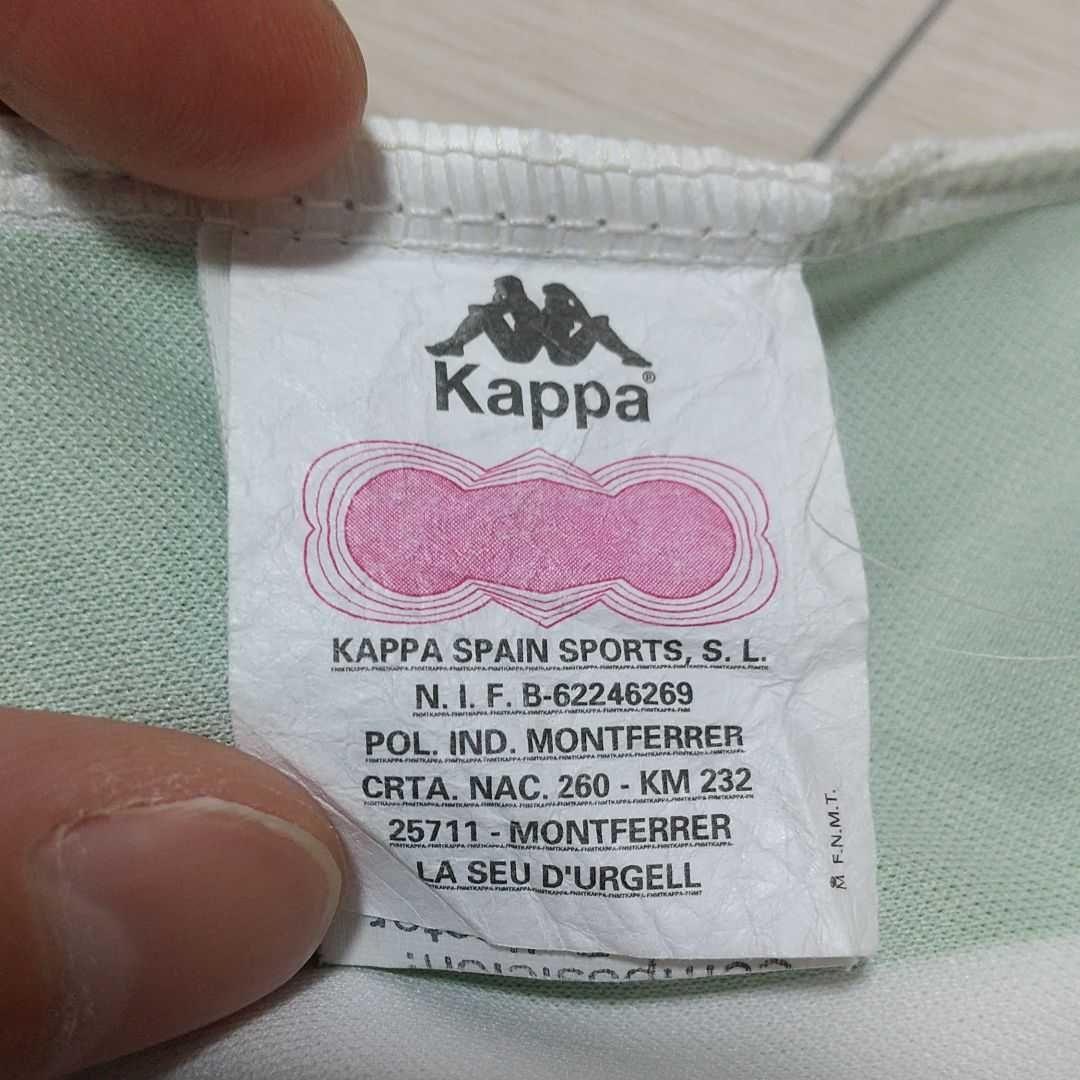 Kappa®
KAPPA SPAIN SPORTS, S. L.
N. I. F. B-62246269
POL. IND. MONTFERRER
CRTA. NAC. 260 - KM 232
25711 - MONTFERRER
LA SEU D'URGELL
F.N.M.T.